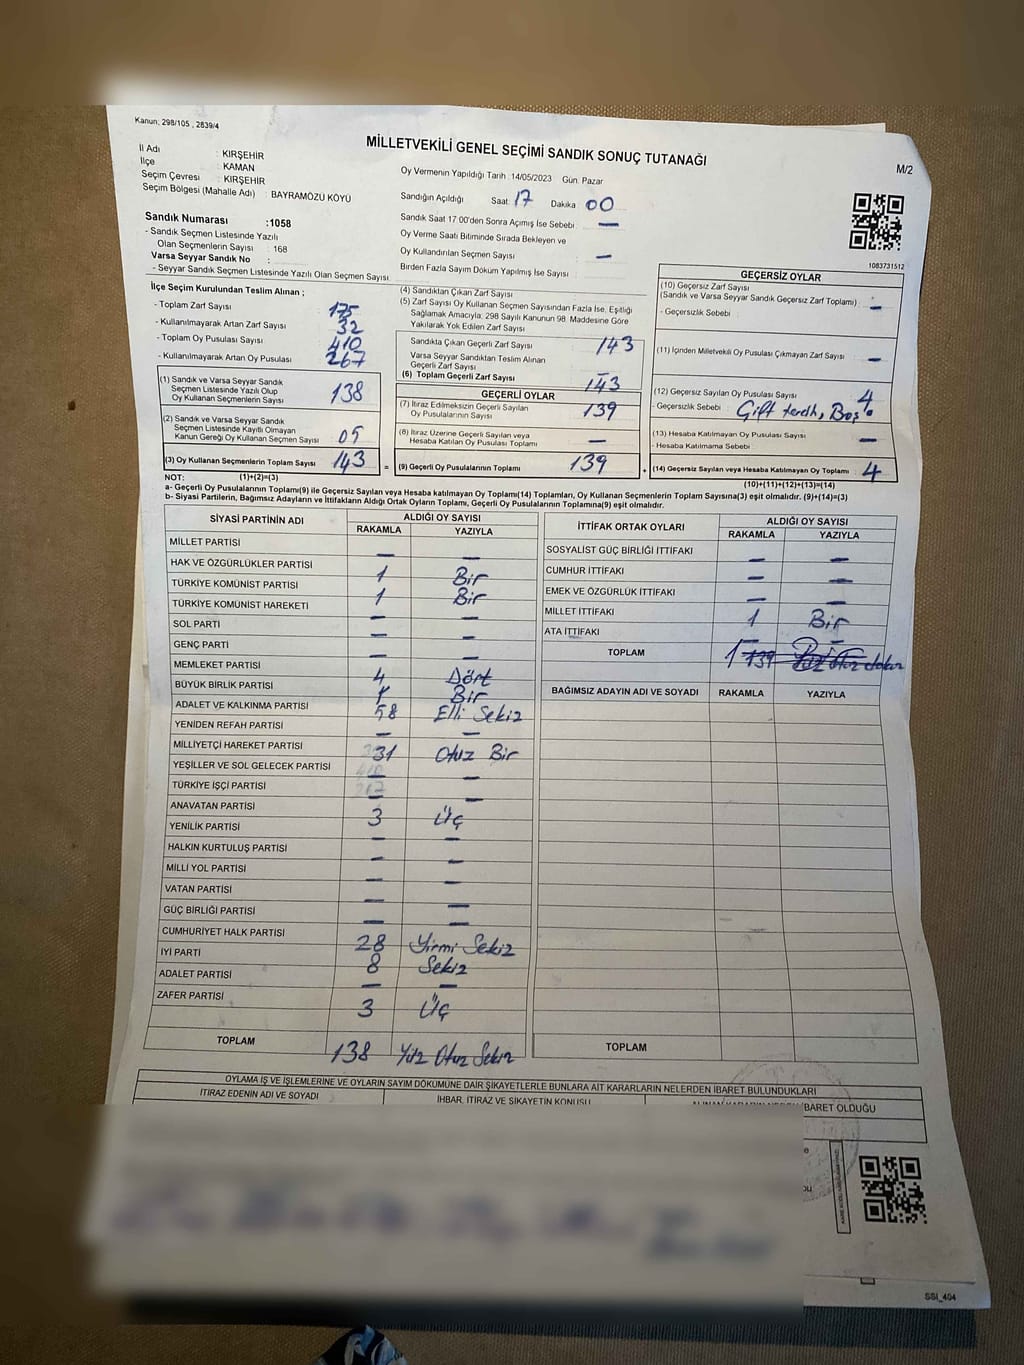 Kanun: 298/105 , 2839/4
MİLLETVEKİLİ GENEL SEÇİMİ SANDIK SONUÇ TUTANAĞI
M/2
İl Adı : KIRŞEHİR
İlçe : KAMAN
Seçim Çevresi : KIRŞEHİR
Seçim Bölgesi (Mahalle Adı) : BAYRAMÖZÜ KÖYÜ
Sandık Numarası :1058
- Sandık Seçmen Listesinde Yazılı
Olan Seçmenlerin Sayısı : 168
Varsa Seyyar Sandık No :
- Seyyar Sandık Seçmen Listesinde Yazılı Olan Seçmen Sayısı
Oy Vermenin Yapıldığı Tarih :14/05/2023 Gün: Pazar
Sandığın Açıldığı Saat 17 Dakika 00
Sandık Saat 17 00'den Sonra Açımış İse Sebebi : —
Oy Verme Saati Bitiminde Sırada Bekleyen ve
Oy Kullandırılan Seçmen Sayısı : —
Birden Fazla Sayım Döküm Yapılmış İse Sayısı :
1083731512
İlçe Seçim Kurulundan Teslim Alınan ;
- Toplam Zarf Sayısı : 175
- Kullanılmayarak Artan Zarf Sayısı : 32
- Toplam Oy Pusulası Sayısı : 410
- Kullanılmayarak Artan Oy Pusulası : 267
(1) Sandık ve Varsa Seyyar Sandık
Seçmen Listesinde Yazılı Olup
Oy Kullanan Seçmenlerin Sayısı 138
(2) Sandık ve Varsa Seyyar Sandık
Seçmen Listesinde Kayıtlı Olmayan
Kanun Gereği Oy Kullanan Seçmen Sayısı 05
(3) Oy Kullanan Seçmenlerin Toplam Sayısı 143 =
(4) Sandıktan Çıkan Zarf Sayısı
(5) Zarf Sayısı Oy Kullanan Seçmen Sayısından Fazla İse, Eşitliği
Sağlamak Amacıyla; 298 Sayılı Kanunun 98. Maddesine Göre
Yakılarak Yok Edilen Zarf Sayısı
Sandıkta Çıkan Geçerli Zarf Sayısı 143
Varsa Seyyar Sandıktan Teslim Alınan
Geçerli Zarf Sayısı —
(6) Toplam Geçerli Zarf Sayısı 143
GEÇERLİ OYLAR
(7) İtiraz Edilmeksizin Geçerli Sayılan
Oy Pusulalarının Sayısı 139
(8) İtiraz Üzerine Geçerli Sayılan veya
Hesaba Katılan Oy Pusulası Toplamı —
(9) Geçerli Oy Pusulalarının Toplamı 139 +
GEÇERSİZ OYLAR
(10) Geçersiz Zarf Sayısı
(Sandık ve Varsa Seyyar Sandık Geçersiz Zarf Toplamı) : —
- Geçersizlik Sebebi :
(11) İçinden Milletvekili Oy Pusulası Çıkmayan Zarf Sayısı : —
(12) Geçersiz Sayılan Oy Pusulası Sayısı : 4
- Geçersizlik Sebebi : Çift tercih, Boş.
(13) Hesaba Katılmayan Oy Pusulası Sayısı : —
- Hesaba Katılmama Sebebi :
(14) Geçersiz Sayılan veya Hesaba Katılmayan Oy Toplamı 4
NOT: (1)+(2)=(3) (10)+(11)+(12)+(13)=(14)
a- Geçerli Oy Pusulaları Toplamı(9) ile Geçersiz Sayılan veya Hesaba katılmayan Oy Toplamı(14) Toplamları, Oy Kullanan Seçmenlerin Toplam Sayısına(3) eşit olmalıdır. (9)+(14)=(3)
b- Siyasi Partilerin, Bağımsız Adayların ve İttifakların Aldığı Ortak Oyların Toplamı, Geçerli Oy Pusulalarının Toplamına(9) eşit olmalıdır.
SİYASİ PARTİNİN ADI ALDIĞI OY SAYISI
RAKAMLA YAZIYLA
MİLLET PARTİSİ — —
HAK VE ÖZGÜRLÜKLER PARTİSİ 1 Bir
TÜRKİYE KOMÜNİST PARTİSİ 1 Bir
TÜRKİYE KOMÜNİST HAREKETİ — —
SOL PARTİ — —
GENÇ PARTİ — —
MEMLEKET PARTİSİ 4 Dört
BÜYÜK BİRLİK PARTİSİ 1 Bir
ADALET VE KALKINMA PARTİSİ 58 Elli Sekiz
YENİDEN REFAH PARTİSİ — —
MİLLİYETÇİ HAREKET PARTİSİ 31 Otuz Bir
YEŞİLLER VE SOL GELECEK PARTİSİ — —
TÜRKİYE İŞÇİ PARTİSİ — —
ANAVATAN PARTİSİ 3 Üç
YENİLİK PARTİSİ — —
HALKIN KURTULUŞ PARTİSİ — —
MİLLİ YOL PARTİSİ — —
VATAN PARTİSİ — —
GÜÇ BİRLİĞİ PARTİSİ — —
CUMHURİYET HALK PARTİSİ 28 Yirmi Sekiz
İYİ PARTİ 8 Sekiz
ADALET PARTİSİ — —
ZAFER PARTİSİ 3 Üç
TOPLAM 138 Yüz Otuz Sekiz
İTTİFAK ORTAK OYLARI ALDIĞI OY SAYISI
RAKAMLA YAZIYLA
SOSYALİST GÜÇ BİRLİĞİ İTTİFAKI — —
CUMHUR İTTİFAKI — —
EMEK VE ÖZGÜRLÜK İTTİFAKI —
MİLLET İTTİFAKI 1 Bir
ATA İTTİFAKI — —
TOPLAM 1 139
BAĞIMSIZ ADAYIN ADI VE SOYADI RAKAMLA YAZIYLA
TOPLAM
OYLAMA İŞ VE İŞLEMLERİNE VE OYLARIN SAYIM DÖKÜMÜNE DAİR ŞİKAYETLERLE BUNLARA AİT KARARLARIN NELERDEN İBARET BULUNDUKLARI
İTİRAZ EDENİN ADI VE SOYADI İHBAR, İTİRAZ VE ŞİKAYETİN KONUSU ALINAN KARARIN NEDEN İBARET OLDUĞU
SSI_404